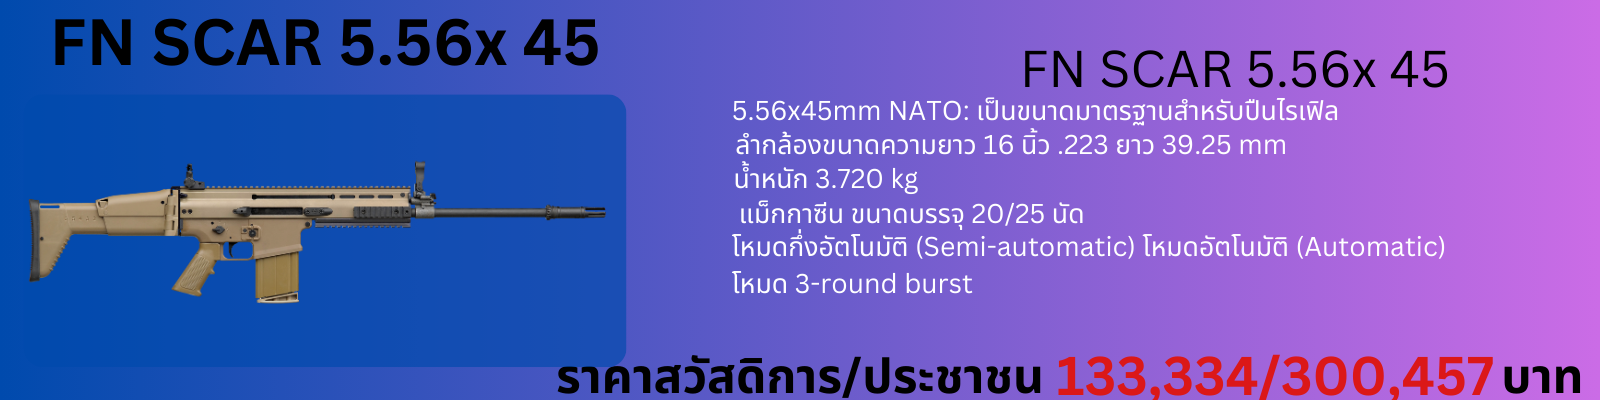 FN SCAR 5.56x 45
FN SCAR 5.56x 45
5.56x45mm NATO: เป็นขนาดมาตรฐานสำหรับปืนไรเฟิล
ลำกล้องขนาดความยาว 16 นิ้ว .223 ยาว 39.25 mm
น้ำหนัก 3.720 kg
แม็กกาซีน ขนาดบรรจุ 20/25 นัด
โหมดกึ่งอัตโนมัติ (Semi-automatic) โหมดอัตโนมัติ (Automatic)
โหมด 3-round burst
ราคาสวัสดิการ/ประชาชน 133,334/300,457 บาท